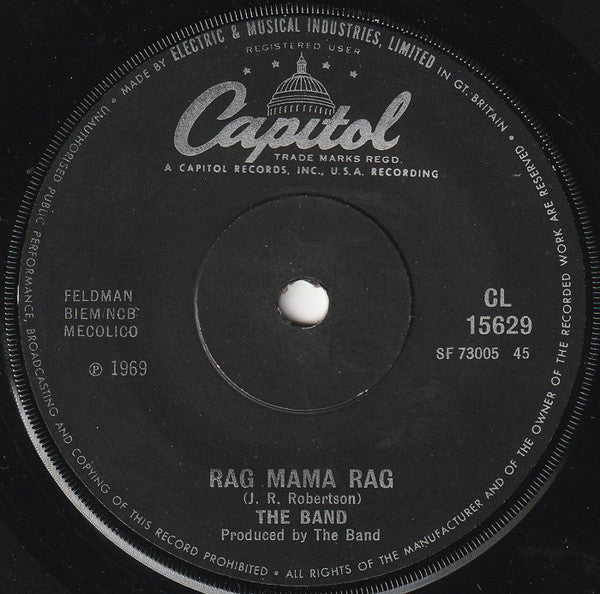 MADE BY ELECTRIC & MUSICAL INDUSTRIES, LIMITED IN GT. BRITAIN • ALL RIGHTS OF THE MANUFACTURER AND OF THE OWNER OF THE RECORDED WORK ARE RESERVED
UNAUTHORISED PUBLIC PERFORMANCE, BROADCASTING AND COPYING OF THIS RECORD PROHIBITED •
REGISTERED USER
Capitol
TRADE MARKS REGD.
A CAPITOL RECORDS, INC., U.S.A. RECORDING
FELDMAN
BIEM/NCB
MECOLICO
℗ 1969
CL
15629
SF 73005 45
RAG MAMA RAG
(J. R. Robertson)
THE BAND
Produced by The Band